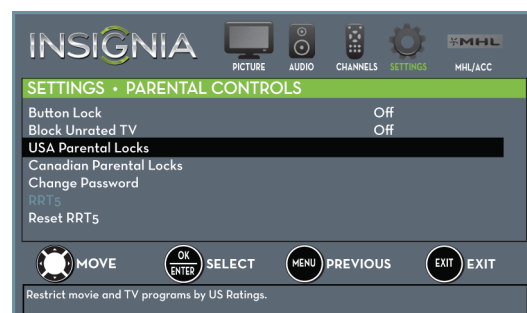 INSIGNIA
PICTURE AUDIO CHANNELS SETTINGS MHL MHL/ACC
SETTINGS • PARENTAL CONTROLS
Button Lock Off
Block Unrated TV Off
USA Parental Locks
Canadian Parental Locks
Change Password
RRT5
Reset RRT5
MOVE OK ENTER SELECT MENU PREVIOUS EXIT EXIT
Restrict movie and TV programs by US Ratings.